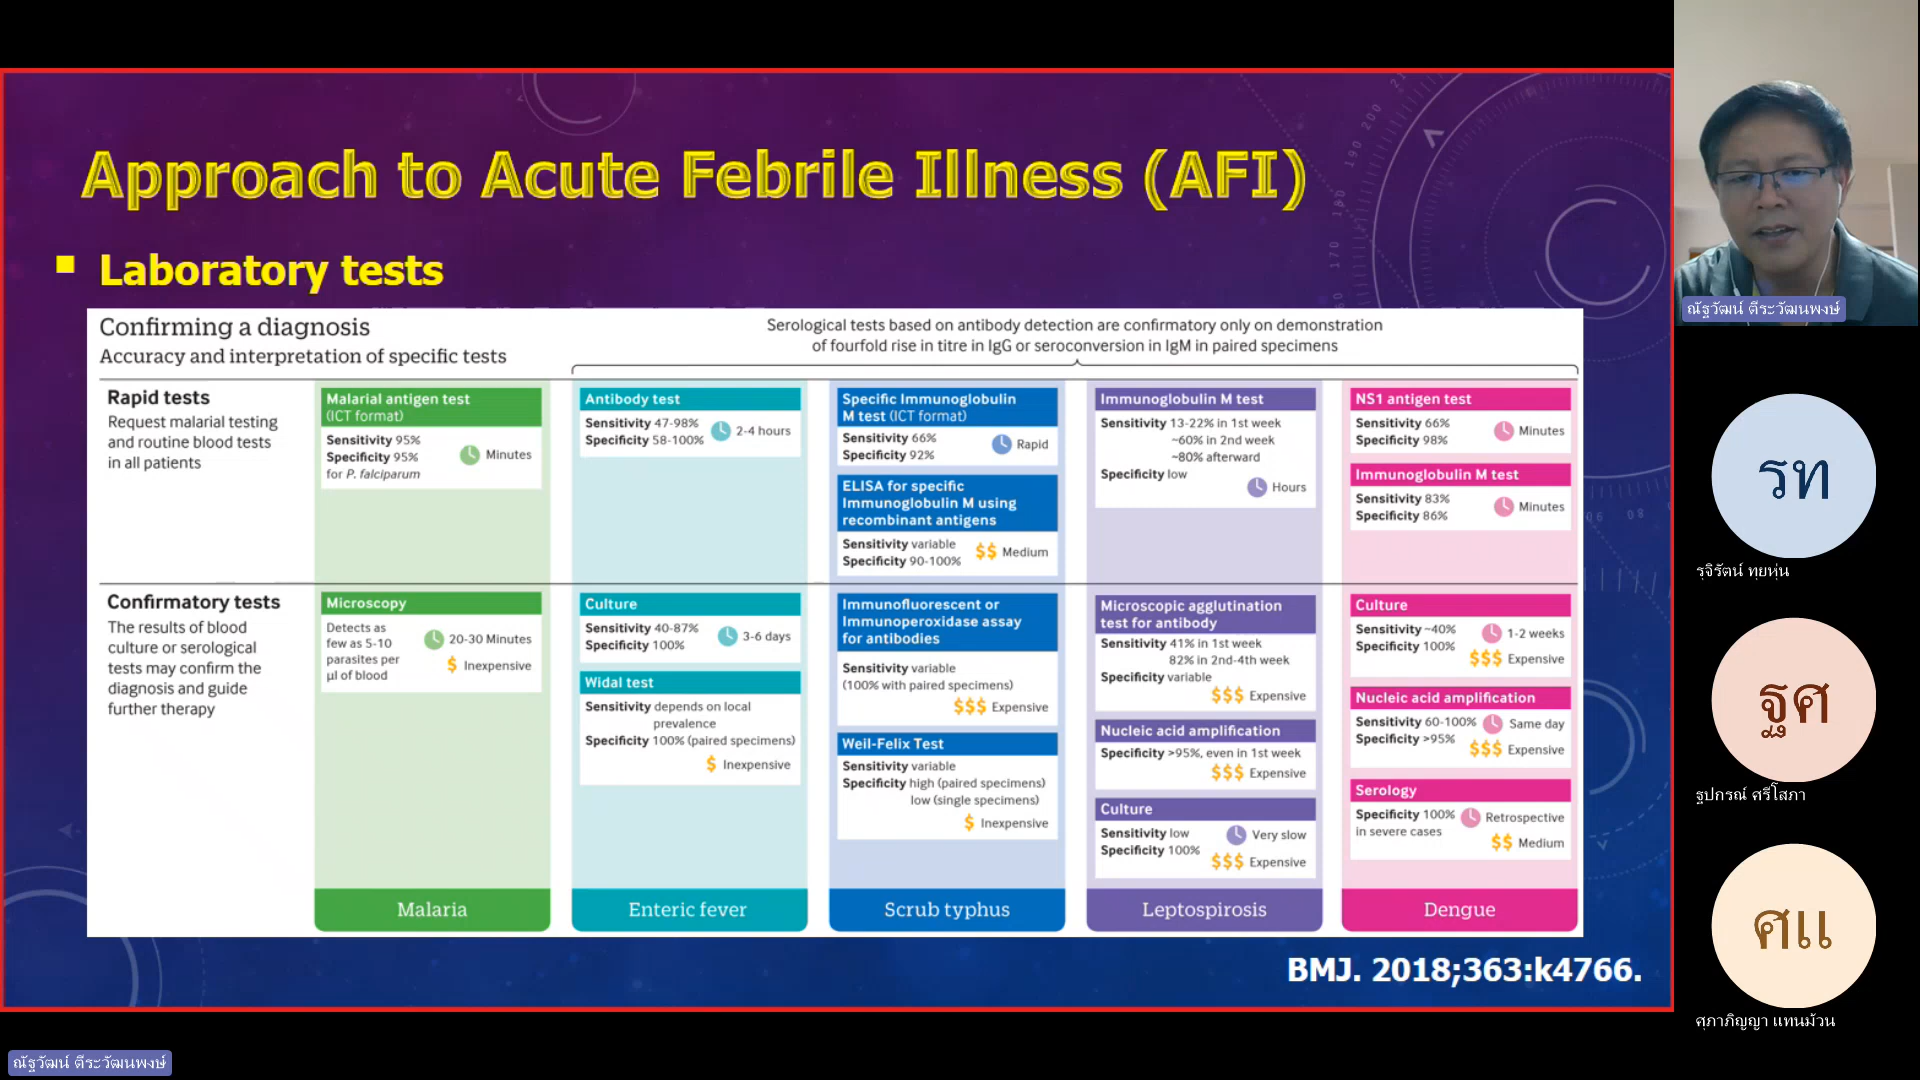 Approach to Acute Febrile Illness (AFI)
Laboratory tests
Confirming a diagnosis
Accuracy and interpretation of specific tests
Serological tests based on antibody detection are confirmatory only on demonstration
of fourfold rise in titre in IgG or seroconversion in IgM in paired specimens
Rapid tests
Request malarial testing
and routine blood tests
in all patients
Malarial antigen test
(ICT format)
Sensitivity 95%
Specificity 95%
for P. falciparum
Minutes
Antibody test
Sensitivity 47-98%
Specificity 58-100%
2-4 hours
Specific Immunoglobulin
M test (ICT format)
Sensitivity 66%
Specificity 92%
Rapid
ELISA for specific
Immunoglobulin M using
recombinant antigens
Sensitivity variable
Specificity 90-100%
$$ Medium
Immunoglobulin M test
Sensitivity 13-22% in 1st week
~60% in 2nd week
~80% afterward
Specificity low
Hours
NS1 antigen test
Sensitivity 66%
Specificity 98%
Minutes
Immunoglobulin M test
Sensitivity 83%
Specificity 86%
Minutes
Confirmatory tests
The results of blood
culture or serological
tests may confirm the
diagnosis and guide
further therapy
Microscopy
Detects as
few as 5-10
parasites per
µl of blood
20-30 Minutes
$ Inexpensive
Culture
Sensitivity 40-87%
Specificity 100%
3-6 days
Widal test
Sensitivity depends on local
prevalence
Specificity 100% (paired specimens)
$ Inexpensive
Immunofluorescent or
Immunoperoxidase assay
for antibodies
Sensitivity variable
(100% with paired specimens)
$$$ Expensive
Weil-Felix Test
Sensitivity variable
Specificity high (paired specimens)
low (single specimens)
$ Inexpensive
Microscopic agglutination
test for antibody
Sensitivity 41% in 1st week
82% in 2nd-4th week
Specificity variable
$$$ Expensive
Nucleic acid amplification
Specificity >95%, even in 1st week
$$$ Expensive
Culture
Sensitivity low
Specificity 100%
Very slow
$$$ Expensive
Culture
Sensitivity ~40%
Specificity 100%
1-2 weeks
$$$ Expensive
Nucleic acid amplification
Sensitivity 60-100%
Specificity >95%
Same day
$$$ Expensive
Serology
Specificity 100%
in severe cases
Retrospective
$$ Medium
Malaria
Enteric fever
Scrub typhus
Leptospirosis
Dengue
BMJ. 2018;363:k4766.
ณัฐวัฒน์ ตีระวัฒนพงษ์
รท
รุจิรัตน์ ทุยหุ่น
ฐศ
ฐปกรณ์ ศรีโสภา
ศแ
ศุภาภิญญา แทนม้วน
ณัฐวัฒน์ ตีระวัฒนพงษ์